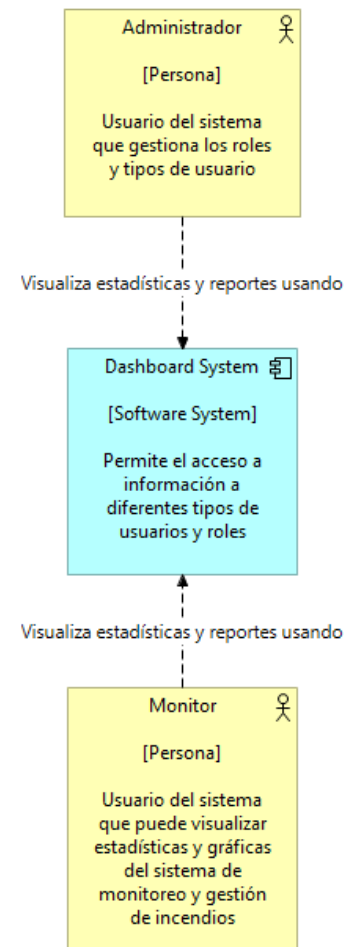 Administrador
[Persona]
Usuario del sistema
que gestiona los roles
y tipos de usuario
Visualiza estadísticas y reportes usando
Dashboard System
[Software System]
Permite el acceso a
información a
diferentes tipos de
usuarios y roles
Visualiza estadísticas y reportes usando
Monitor
[Persona]
Usuario del sistema
que puede visualizar
estadísticas y gráficas
del sistema de
monitoreo y gestión
de incendios